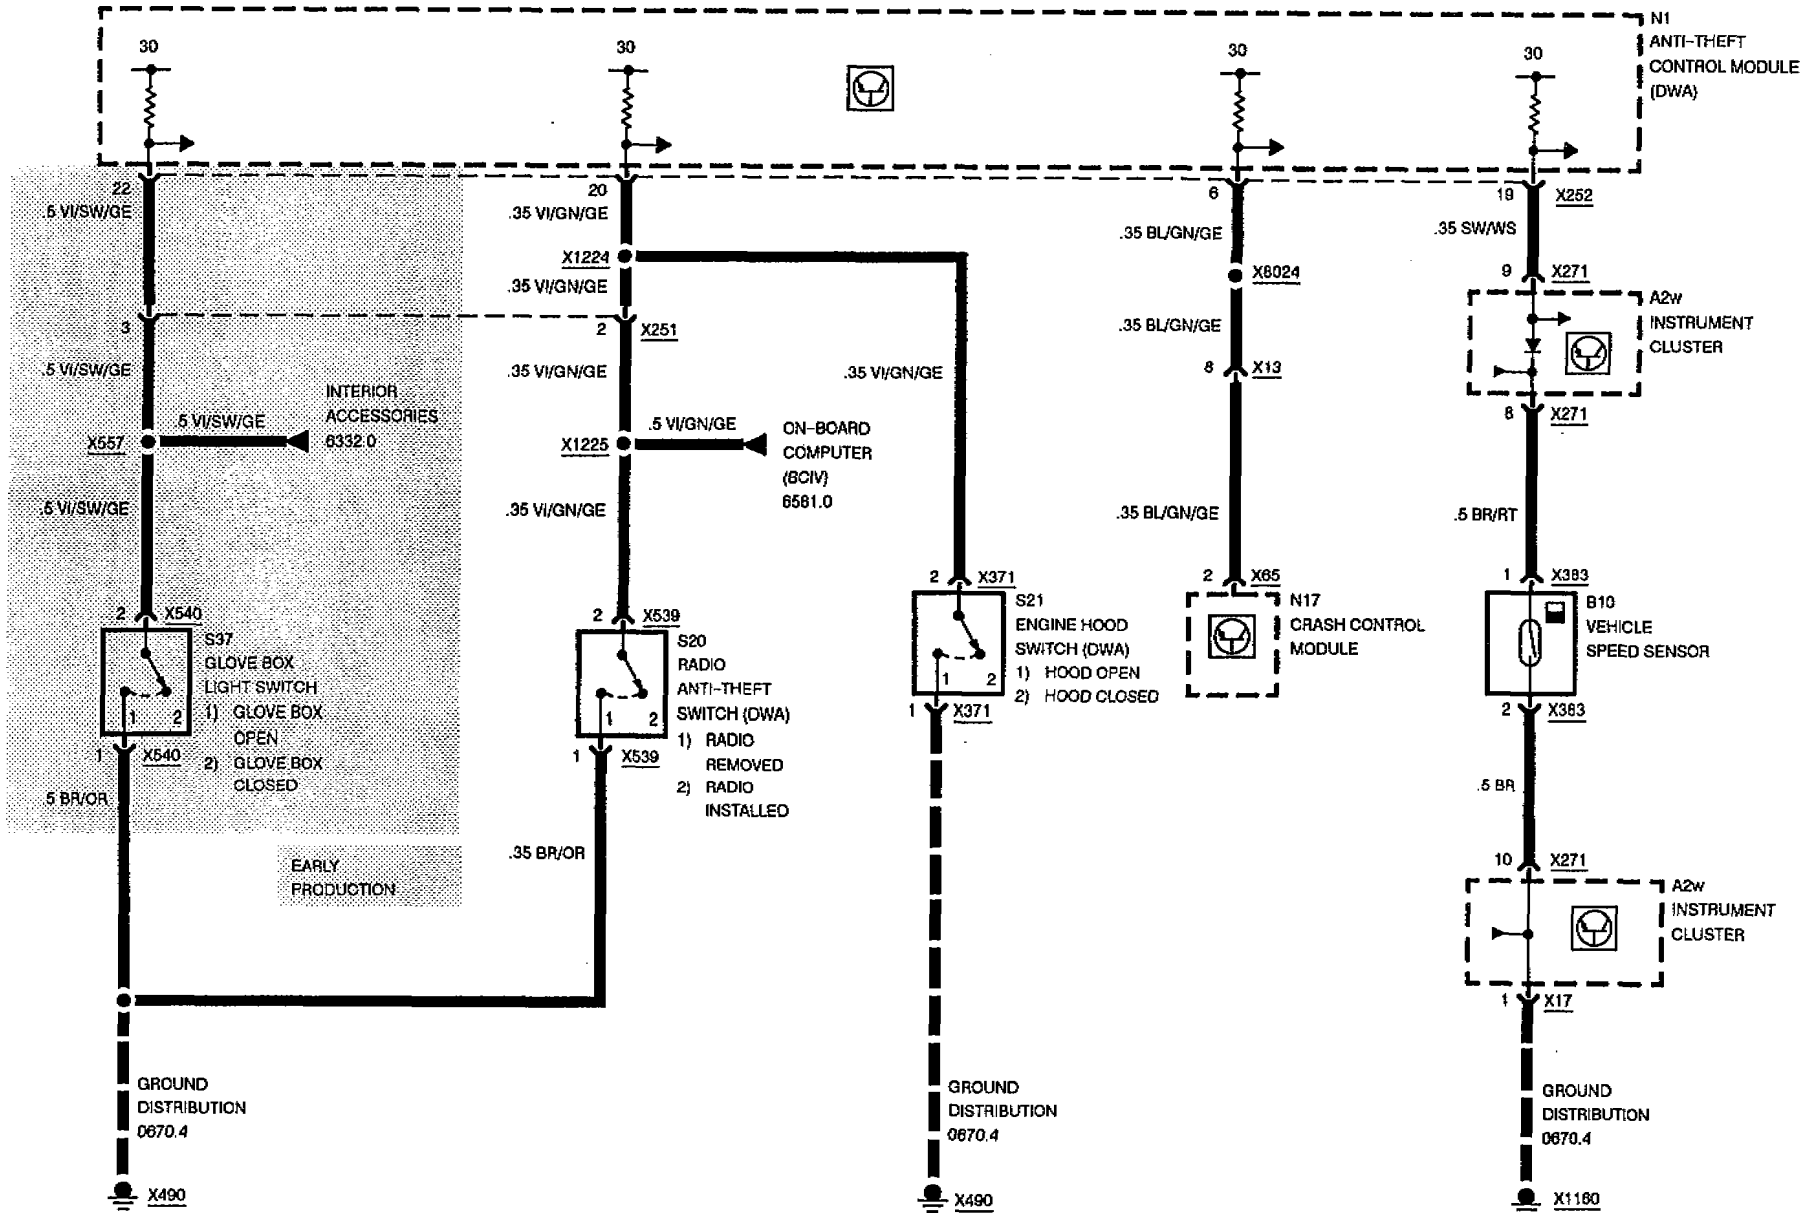 N1
ANTI-THEFT
CONTROL MODULE
(DWA)
30
30
30
30
22
20
6
19
X252
.5 VI/SW/GE
.35 VI/GN/GE
.35 BL/GN/GE
.35 SW/WS
X1224
X8024
9
X271
.35 VI/GN/GE
A2w
INSTRUMENT
CLUSTER
3
2
X251
.35 BL/GN/GE
.5 VI/SW/GE
.35 VI/GN/GE
.35 VI/GN/GE
8
X13
INTERIOR
ACCESSORIES
6332.0
.5 VI/SW/GE
X557
.5 VI/GN/GE
X1225
ON-BOARD
COMPUTER
(BCIV)
6581.0
8
X271
.5 VI/SW/GE
.35 VI/GN/GE
.35 BL/GN/GE
.5 BR/RT
2
X371
2
X65
1
X383
2
X540
2
X539
S37
GLOVE BOX
LIGHT SWITCH
1) GLOVE BOX
OPEN
2) GLOVE BOX
CLOSED
1
2
S20
RADIO
ANTI-THEFT
SWITCH (DWA)
1) RADIO
REMOVED
2) RADIO
INSTALLED
1
2
S21
ENGINE HOOD
SWITCH (DWA)
1) HOOD OPEN
2) HOOD CLOSED
1
2
N17
CRASH CONTROL
MODULE
B10
VEHICLE
SPEED SENSOR
1
X540
1
X539
1
X371
2
X383
.5 BR/OR
.35 BR/OR
.5 BR
EARLY
PRODUCTION
10
X271
A2w
INSTRUMENT
CLUSTER
1
X17
GROUND
DISTRIBUTION
0670.4
GROUND
DISTRIBUTION
0670.4
GROUND
DISTRIBUTION
0670.4
X490
X490
X1160